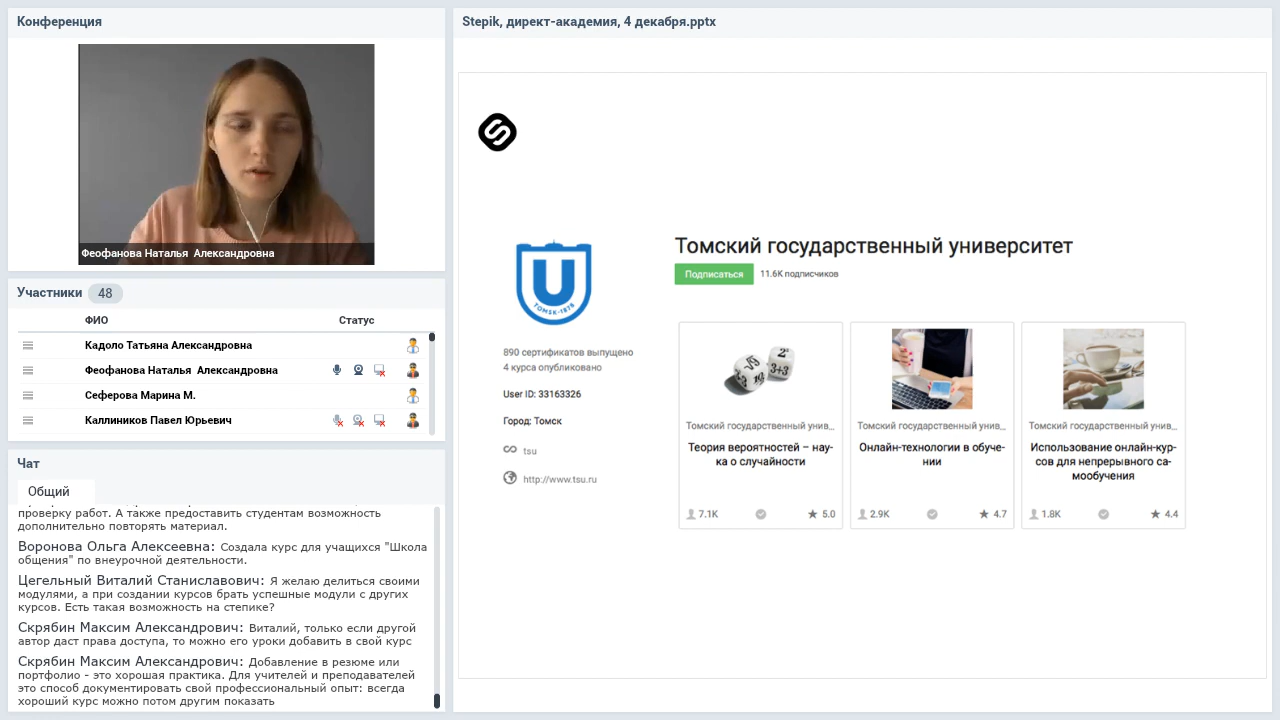 Конференция
Феофанова Наталья Александровна
Участники 48
ФИО Статус
Кадоло Татьяна Александровна
Феофанова Наталья Александровна
Сеферова Марина М.
Каллиников Павел Юрьевич
Чат
Общий
проверку работ. А также предоставить студентам возможность
дополнительно повторять материал.
Воронова Ольга Алексеевна: Создала курс для учащихся "Школа
общения" по внеурочной деятельности.
Цегельный Виталий Станиславович: Я желаю делиться своими
модулями, а при создании курсов брать успешные модули с других
курсов. Есть такая возможность на степике?
Скрябин Максим Александрович: Виталий, только если другой
автор даст права доступа, то можно его уроки добавить в свой курс
Скрябин Максим Александрович: Добавление в резюме или
портфолио - это хорошая практика. Для учителей и преподавателей
это способ документировать свой профессиональный опыт: всегда
хороший курс можно потом другим показать
Stepik, директ-академия, 4 декабря.pptx
U
TOMSK-1878
890 сертификатов выпущено
4 курса опубликовано
User ID: 33163326
Город: Томск
tsu
http://www.tsu.ru
Томский государственный университет
Подписаться 11.6K подписчиков
Томский государственный унив...
Теория вероятностей – нау-
ка о случайности
7.1K 5.0
Томский государственный унив...
Онлайн-технологии в обуче-
нии
2.9K 4.7
Томский государственный унив...
Использование онлайн-кур-
сов для непрерывного са-
мообучения
1.8K 4.4